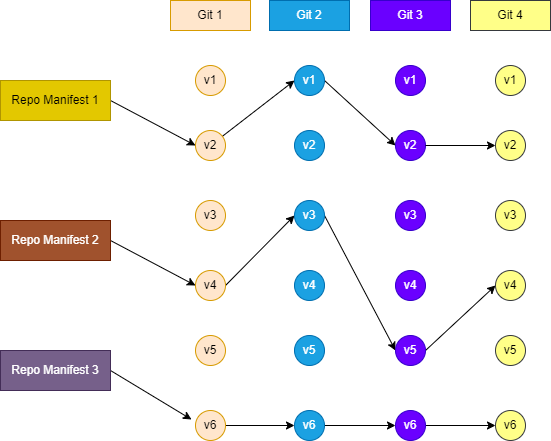 Git 1 Git 2 Git 3 Git 4
v1 v1 v1 v1
Repo Manifest 1
v2 v2 v2 v2
v3 v3 v3 v3
Repo Manifest 2
v4 v4 v4 v4
v5 v5 v5 v5
Repo Manifest 3
v6 v6 v6 v6